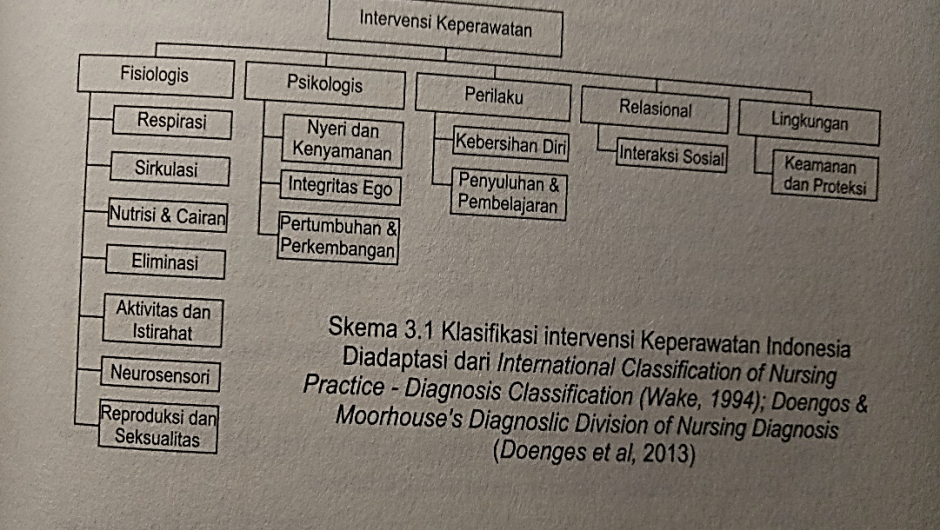 Intervensi Keperawatan
Fisiologis
Respirasi
Sirkulasi
Nutrisi & Cairan
Eliminasi
Aktivitas dan
Istirahat
Neurosensori
Reproduksi dan
Seksualitas
Psikologis
Nyeri dan
Kenyamanan
Integritas Ego
Pertumbuhan &
Perkembangan
Perilaku
Kebersihan Diri
Penyuluhan &
Pembelajaran
Relasional
Interaksi Sosial
Lingkungan
Keamanan
dan Proteksi
Skema 3.1 Klasifikasi intervensi Keperawatan Indonesia
Diadaptasi dari International Classification of Nursing
Practice - Diagnosis Classification (Wake, 1994); Doengos &
Moorhouse's Diagnoslic Division of Nursing Diagnosis
(Doenges et al, 2013)